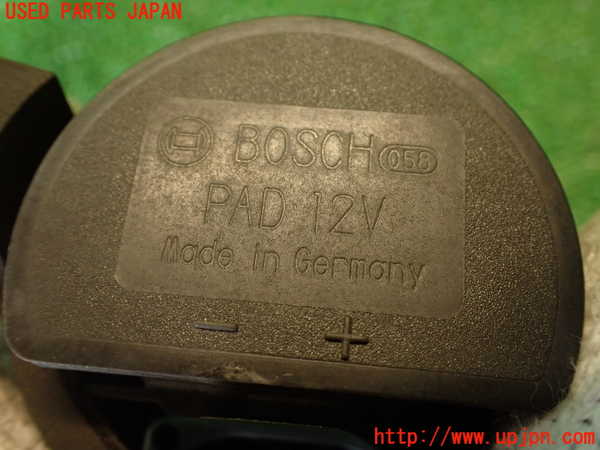 USED PARTS JAPAN
BOSCH 058
PAD 12V
Made in Germany
- +
http://www.upjpn.com/